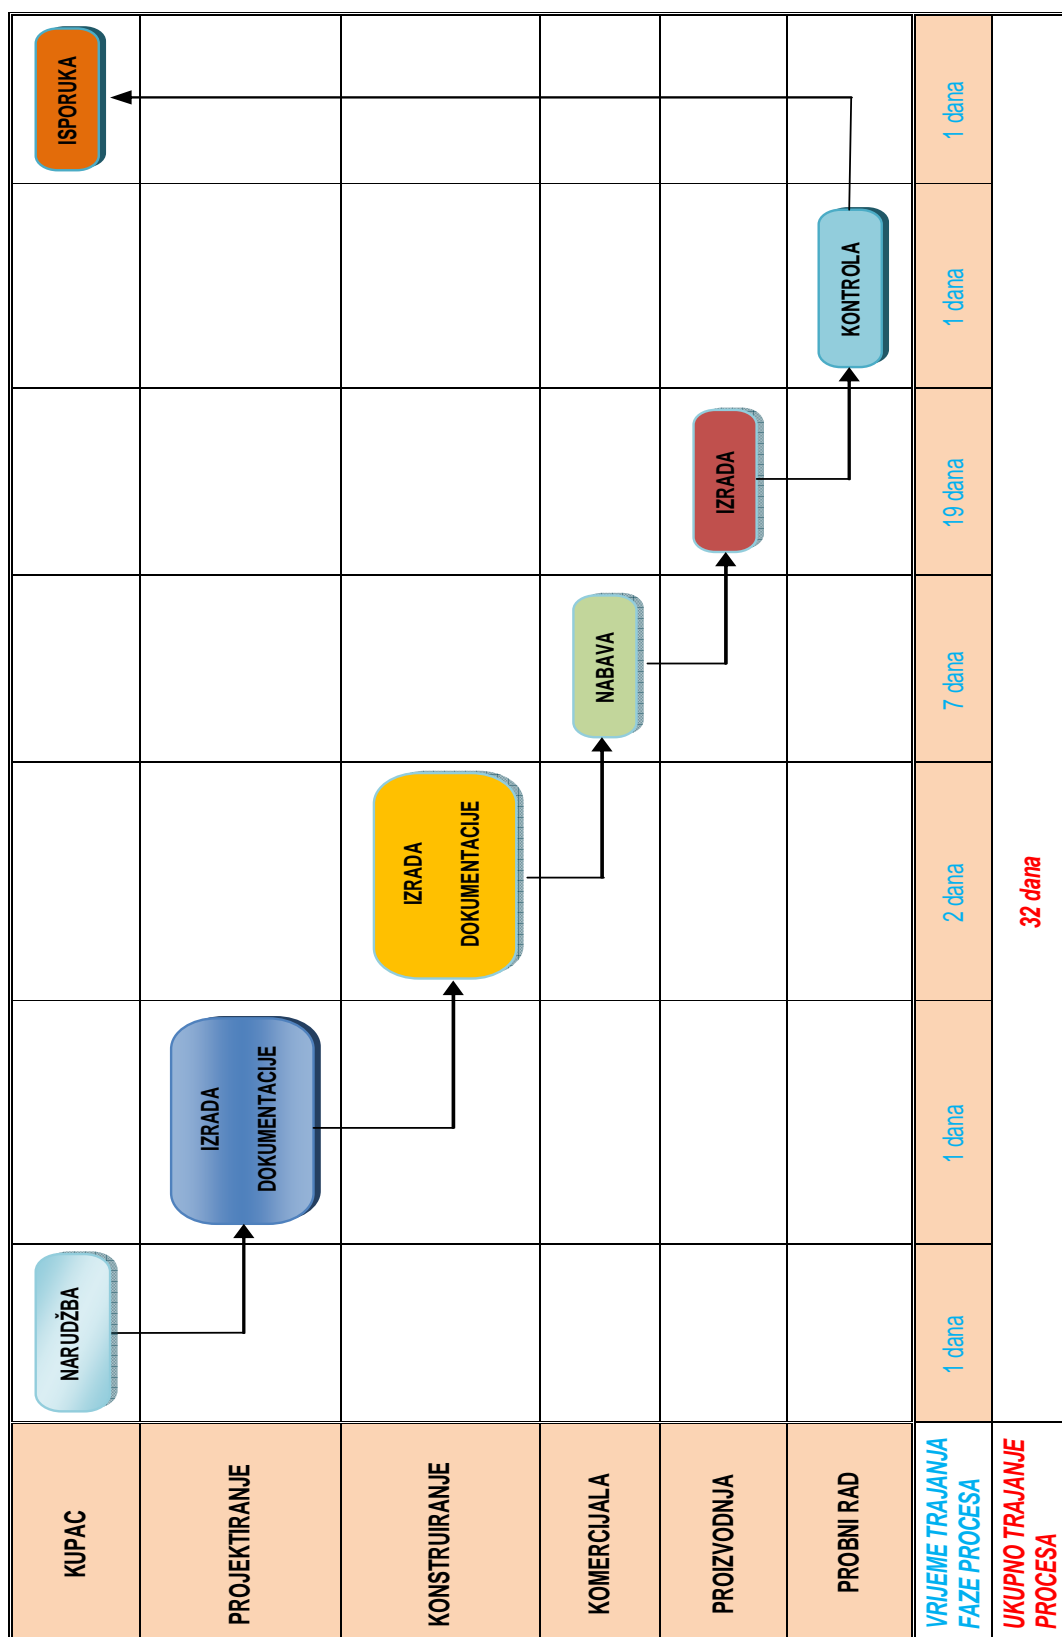 KUPAC
NARUDŽBA
ISPORUKA
PROJEKTIRANJE
IZRADA
DOKUMENTACIJE
KONSTRUIRANJE
IZRADA
DOKUMENTACIJE
KOMERCIJALA
NABAVA
PROIZVODNJA
IZRADA
PROBNI RAD
KONTROLA
VRIJEME TRAJANJA
FAZE PROCESA
1 dana
1 dana
2 dana
7 dana
19 dana
1 dana
1 dana
UKUPNO TRAJANJE
PROCESA
32 dana